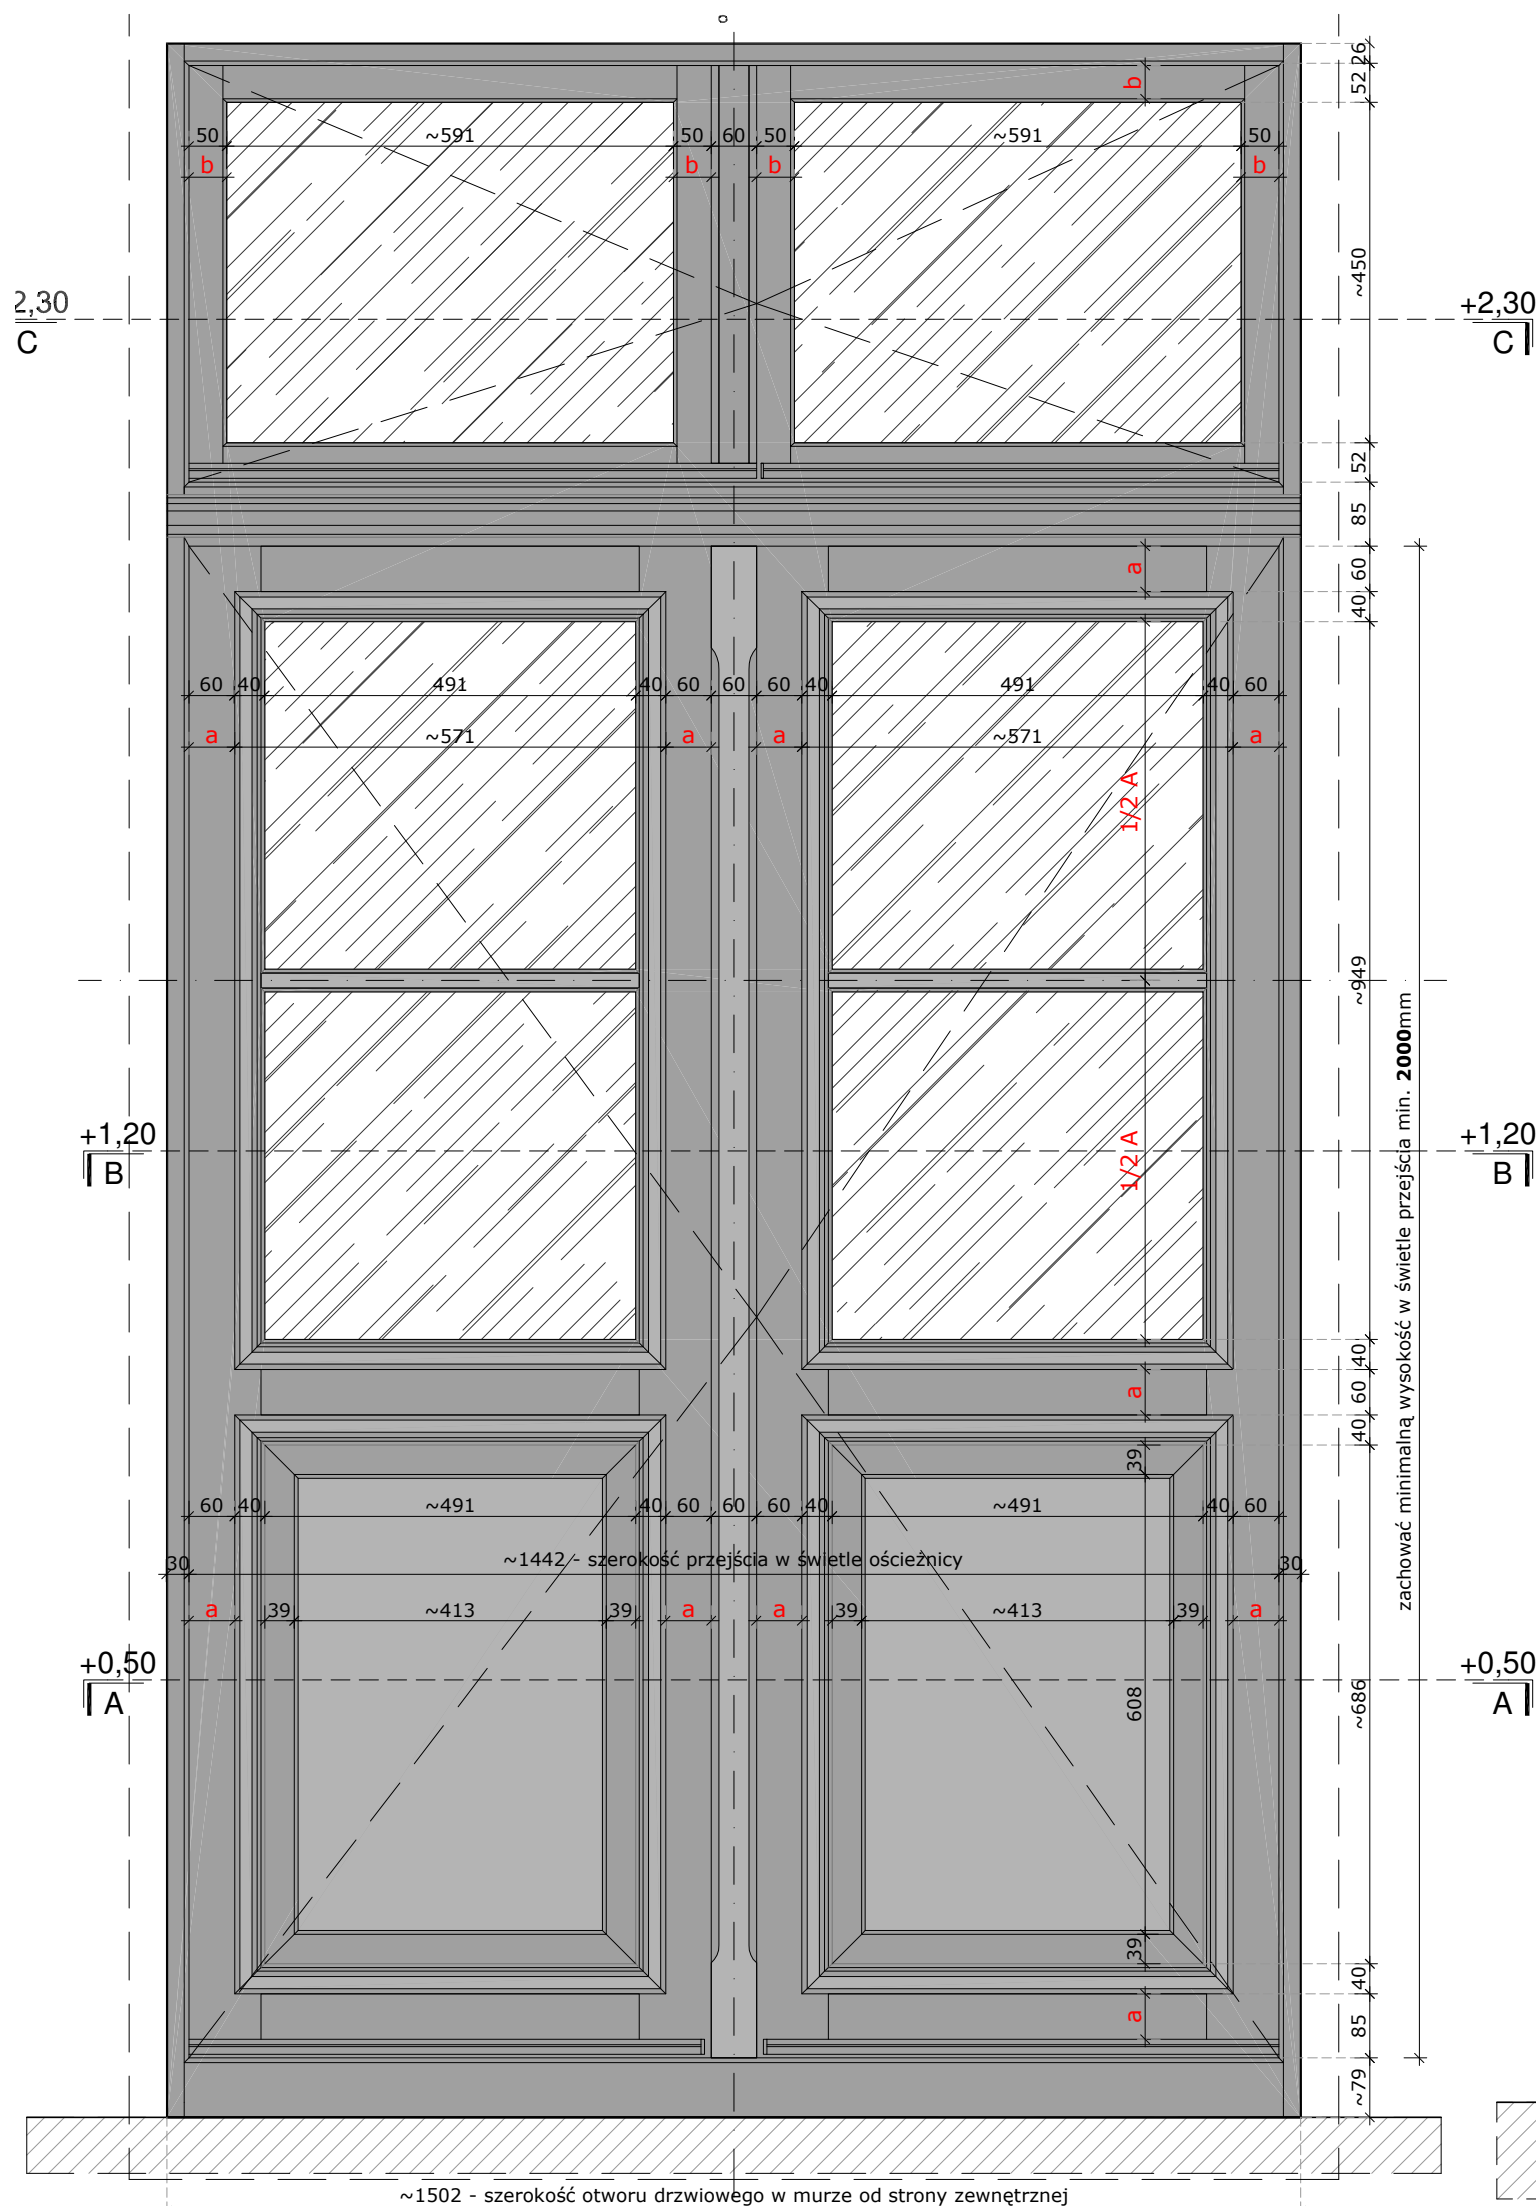 26
52
b
50 ~591 50 60 50 ~591 50
b b b b
~450
2,30 +2,30
C C
52
85
a 60
40
60 40 491 40 60 60 60 40 491 40 60
a ~571 a a ~571 a
1/2 A
~949
zachować minimalną wysokość w świetle przejścia min. 2000mm
+1,20 +1,20
B B
1/2 A
40
a 60
40
39
60 40 ~491 40 60 60 60 40 ~491 40 60
30 ~1442 - szerokość przejścia w świetle ościeżnicy 30
a 39 ~413 39 a a 39 ~413 39 a
+0,50 +0,50
A A
608 ~686
39
40
a 85
~79
~1502 - szerokość otworu drzwiowego w murze od strony zewnętrznej